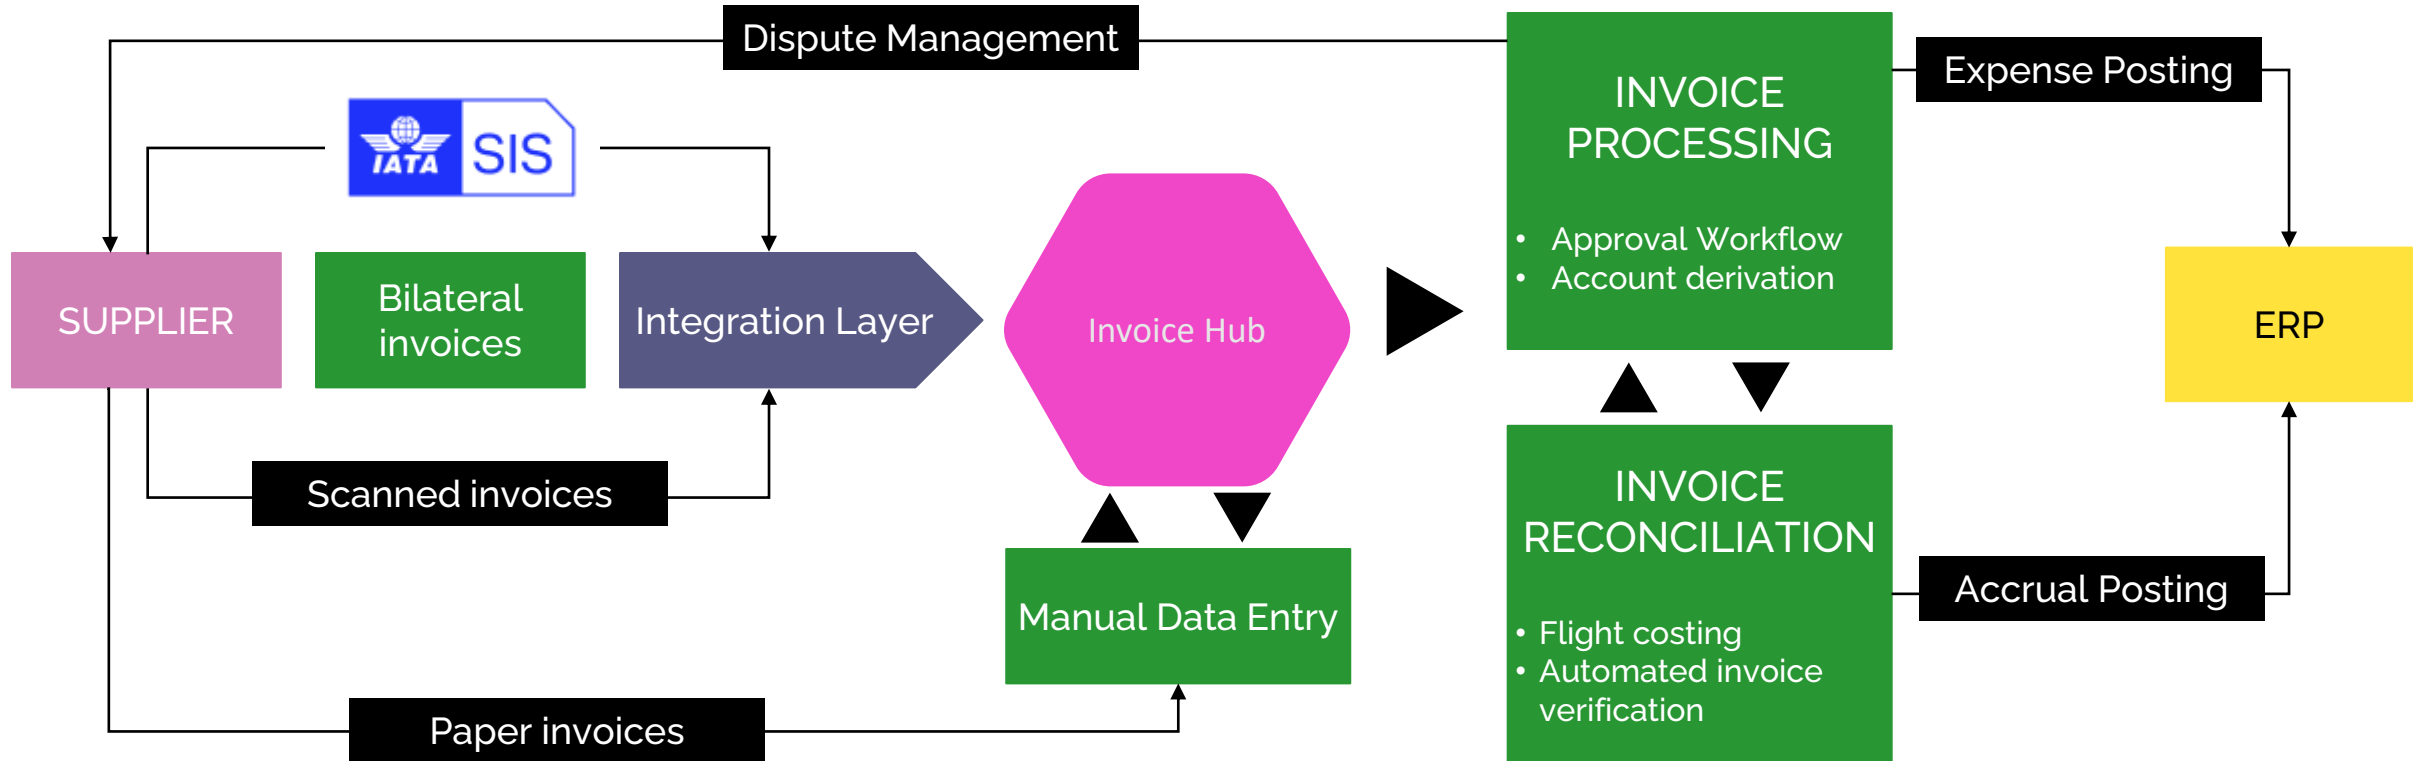 Dispute Management
INVOICE
PROCESSING
• Approval Workflow
• Account derivation
Expense Posting
IATA
SIS
SUPPLIER
Bilateral
invoices
Integration Layer
Invoice Hub
ERP
Scanned invoices
Manual Data Entry
INVOICE
RECONCILIATION
• Flight costing
• Automated invoice
verification
Accrual Posting
Paper invoices